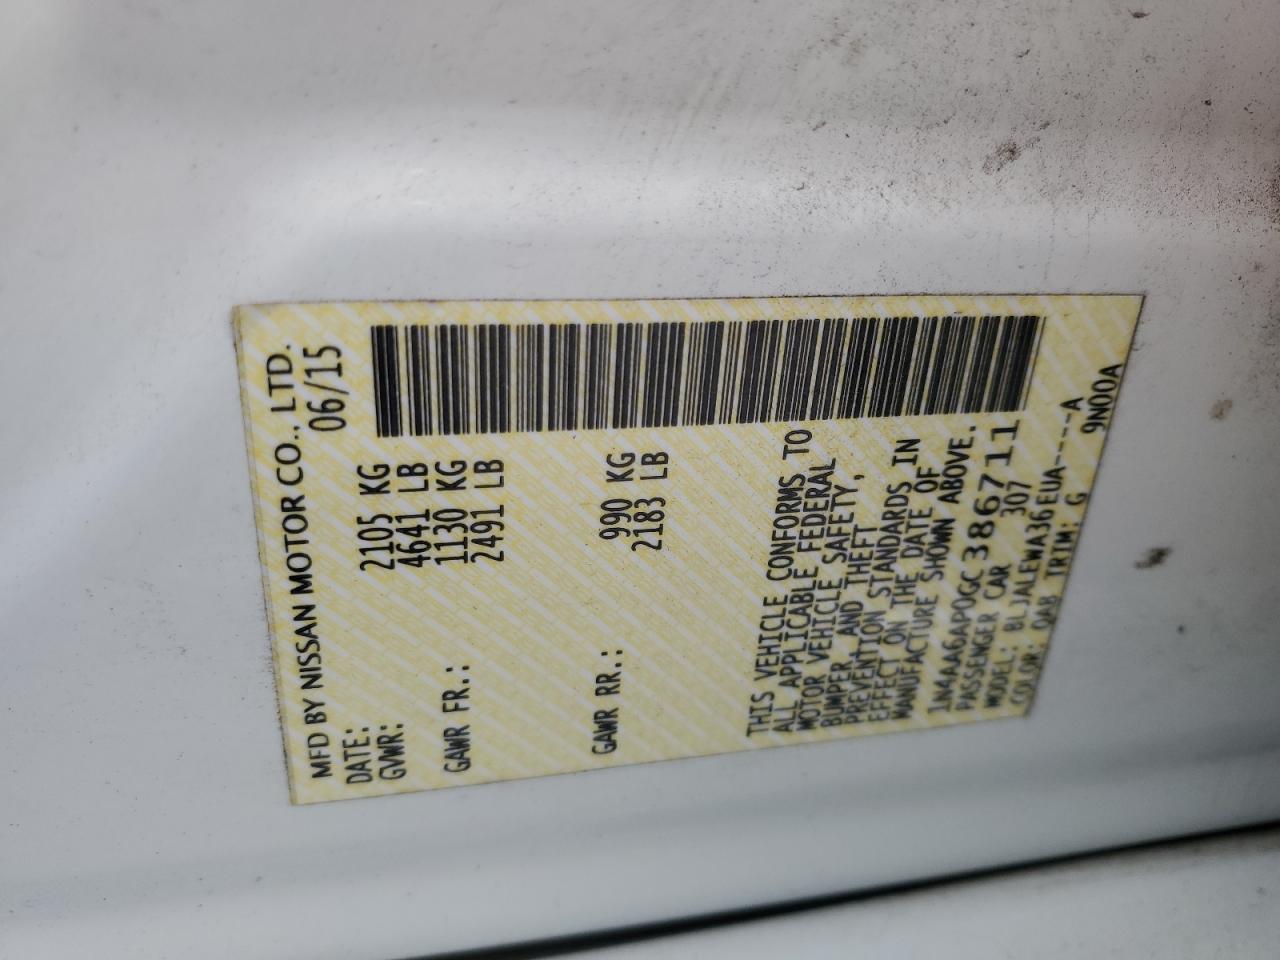 MFD BY NISSAN MOTOR CO., LTD.
DATE: 06/15
GVWR: 2105 KG
4641 LB
GAWR FR.: 1130 KG
2491 LB
GAWR RR.: 990 KG
2183 LB
THIS VEHICLE CONFORMS TO
ALL APPLICABLE FEDERAL
MOTOR VEHICLE SAFETY,
BUMPER AND THEFT
PREVENTION STANDARDS IN
EFFECT ON THE DATE OF
MANUFACTURE SHOWN ABOVE.
1N4AA6AP0GC386711
PASSENGER CAR 307
MODEL: BLJALEWA36EUA-----A
COLOR: QAB TRIM: G 9N00A